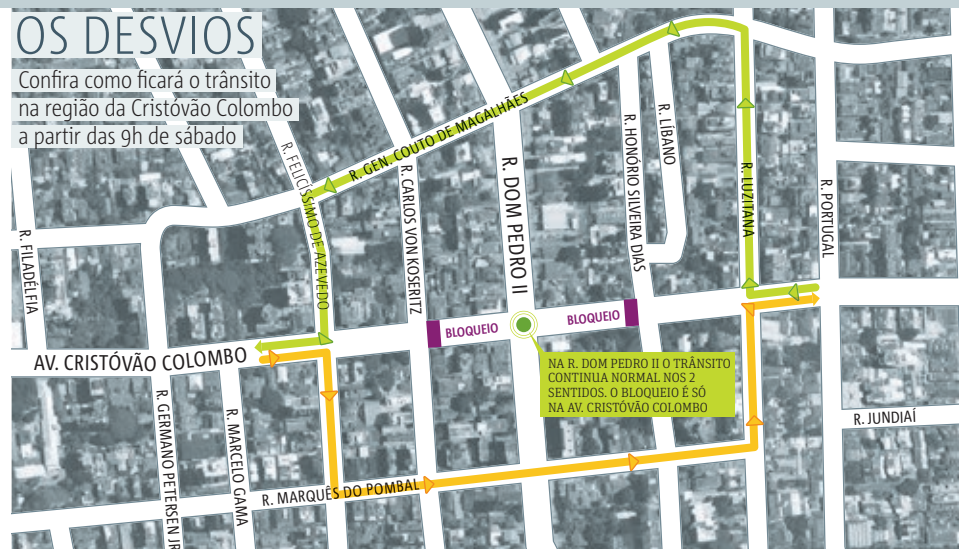 OS DESVIOS
Confira como ficará o trânsito
na região da Cristóvão Colombo
a partir das 9h de sábado
R. FELICÍSSIMO DE AZEVEDO
R. GEN. COUTO DE MAGALHÃES
R. CARLOS VON KOSERITZ
R. DOM PEDRO II
R. HONÓRIO SILVEIRA DIAS
R. LÍBANO
R. LUZITANA
R. PORTUGAL
R. FILADÉLFIA
BLOQUEIO
BLOQUEIO
AV. CRISTÓVÃO COLOMBO
NA R. DOM PEDRO II O TRÂNSITO
CONTINUA NORMAL NOS 2
SENTIDOS. O BLOQUEIO É SÓ
NA AV. CRISTÓVÃO COLOMBO
R. GERMANO PETERSEN JR
R. MARCELO GAMA
R. MARQUÊS DO POMBAL
R. JUNDIAÍ